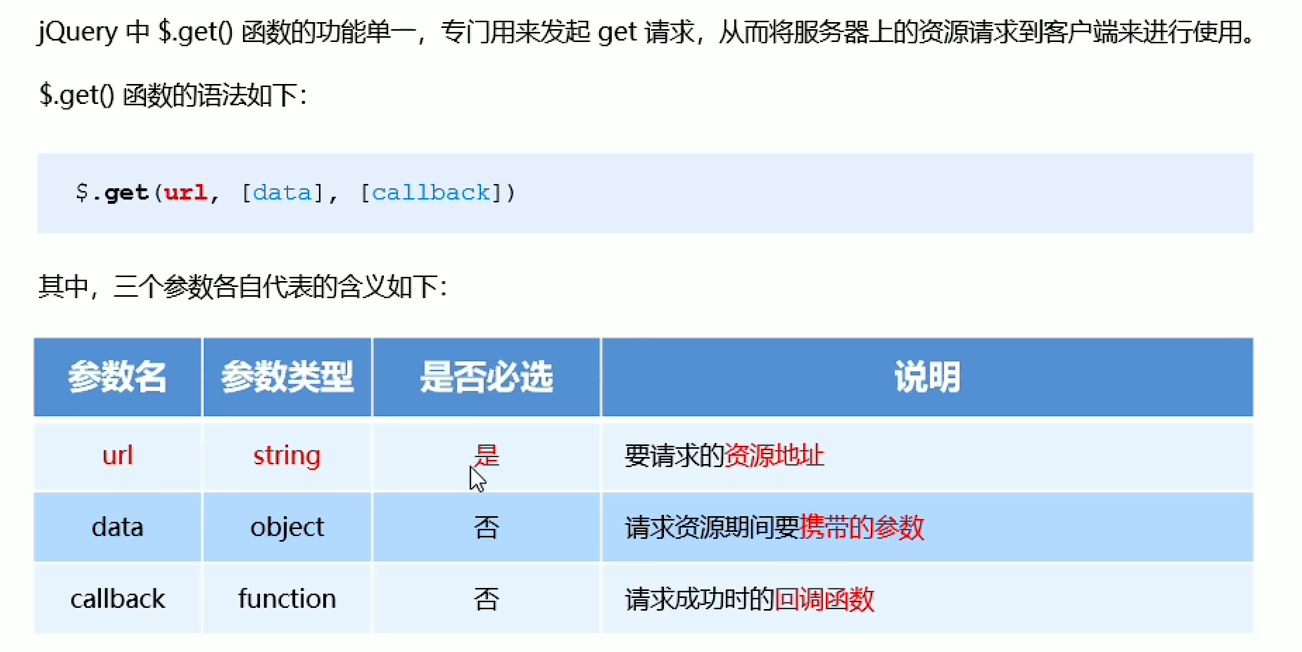 jQuery 中 $.get() 函数的功能单一，专门用来发起 get 请求，从而将服务器上的资源请求到客户端来进行使用。
$.get() 函数的语法如下：
$.get(url, [data], [callback])
其中，三个参数各自代表的含义如下：
参数名 参数类型 是否必选 说明
url string 是 要请求的资源地址
data object 否 请求资源期间要携带的参数
callback function 否 请求成功时的回调函数